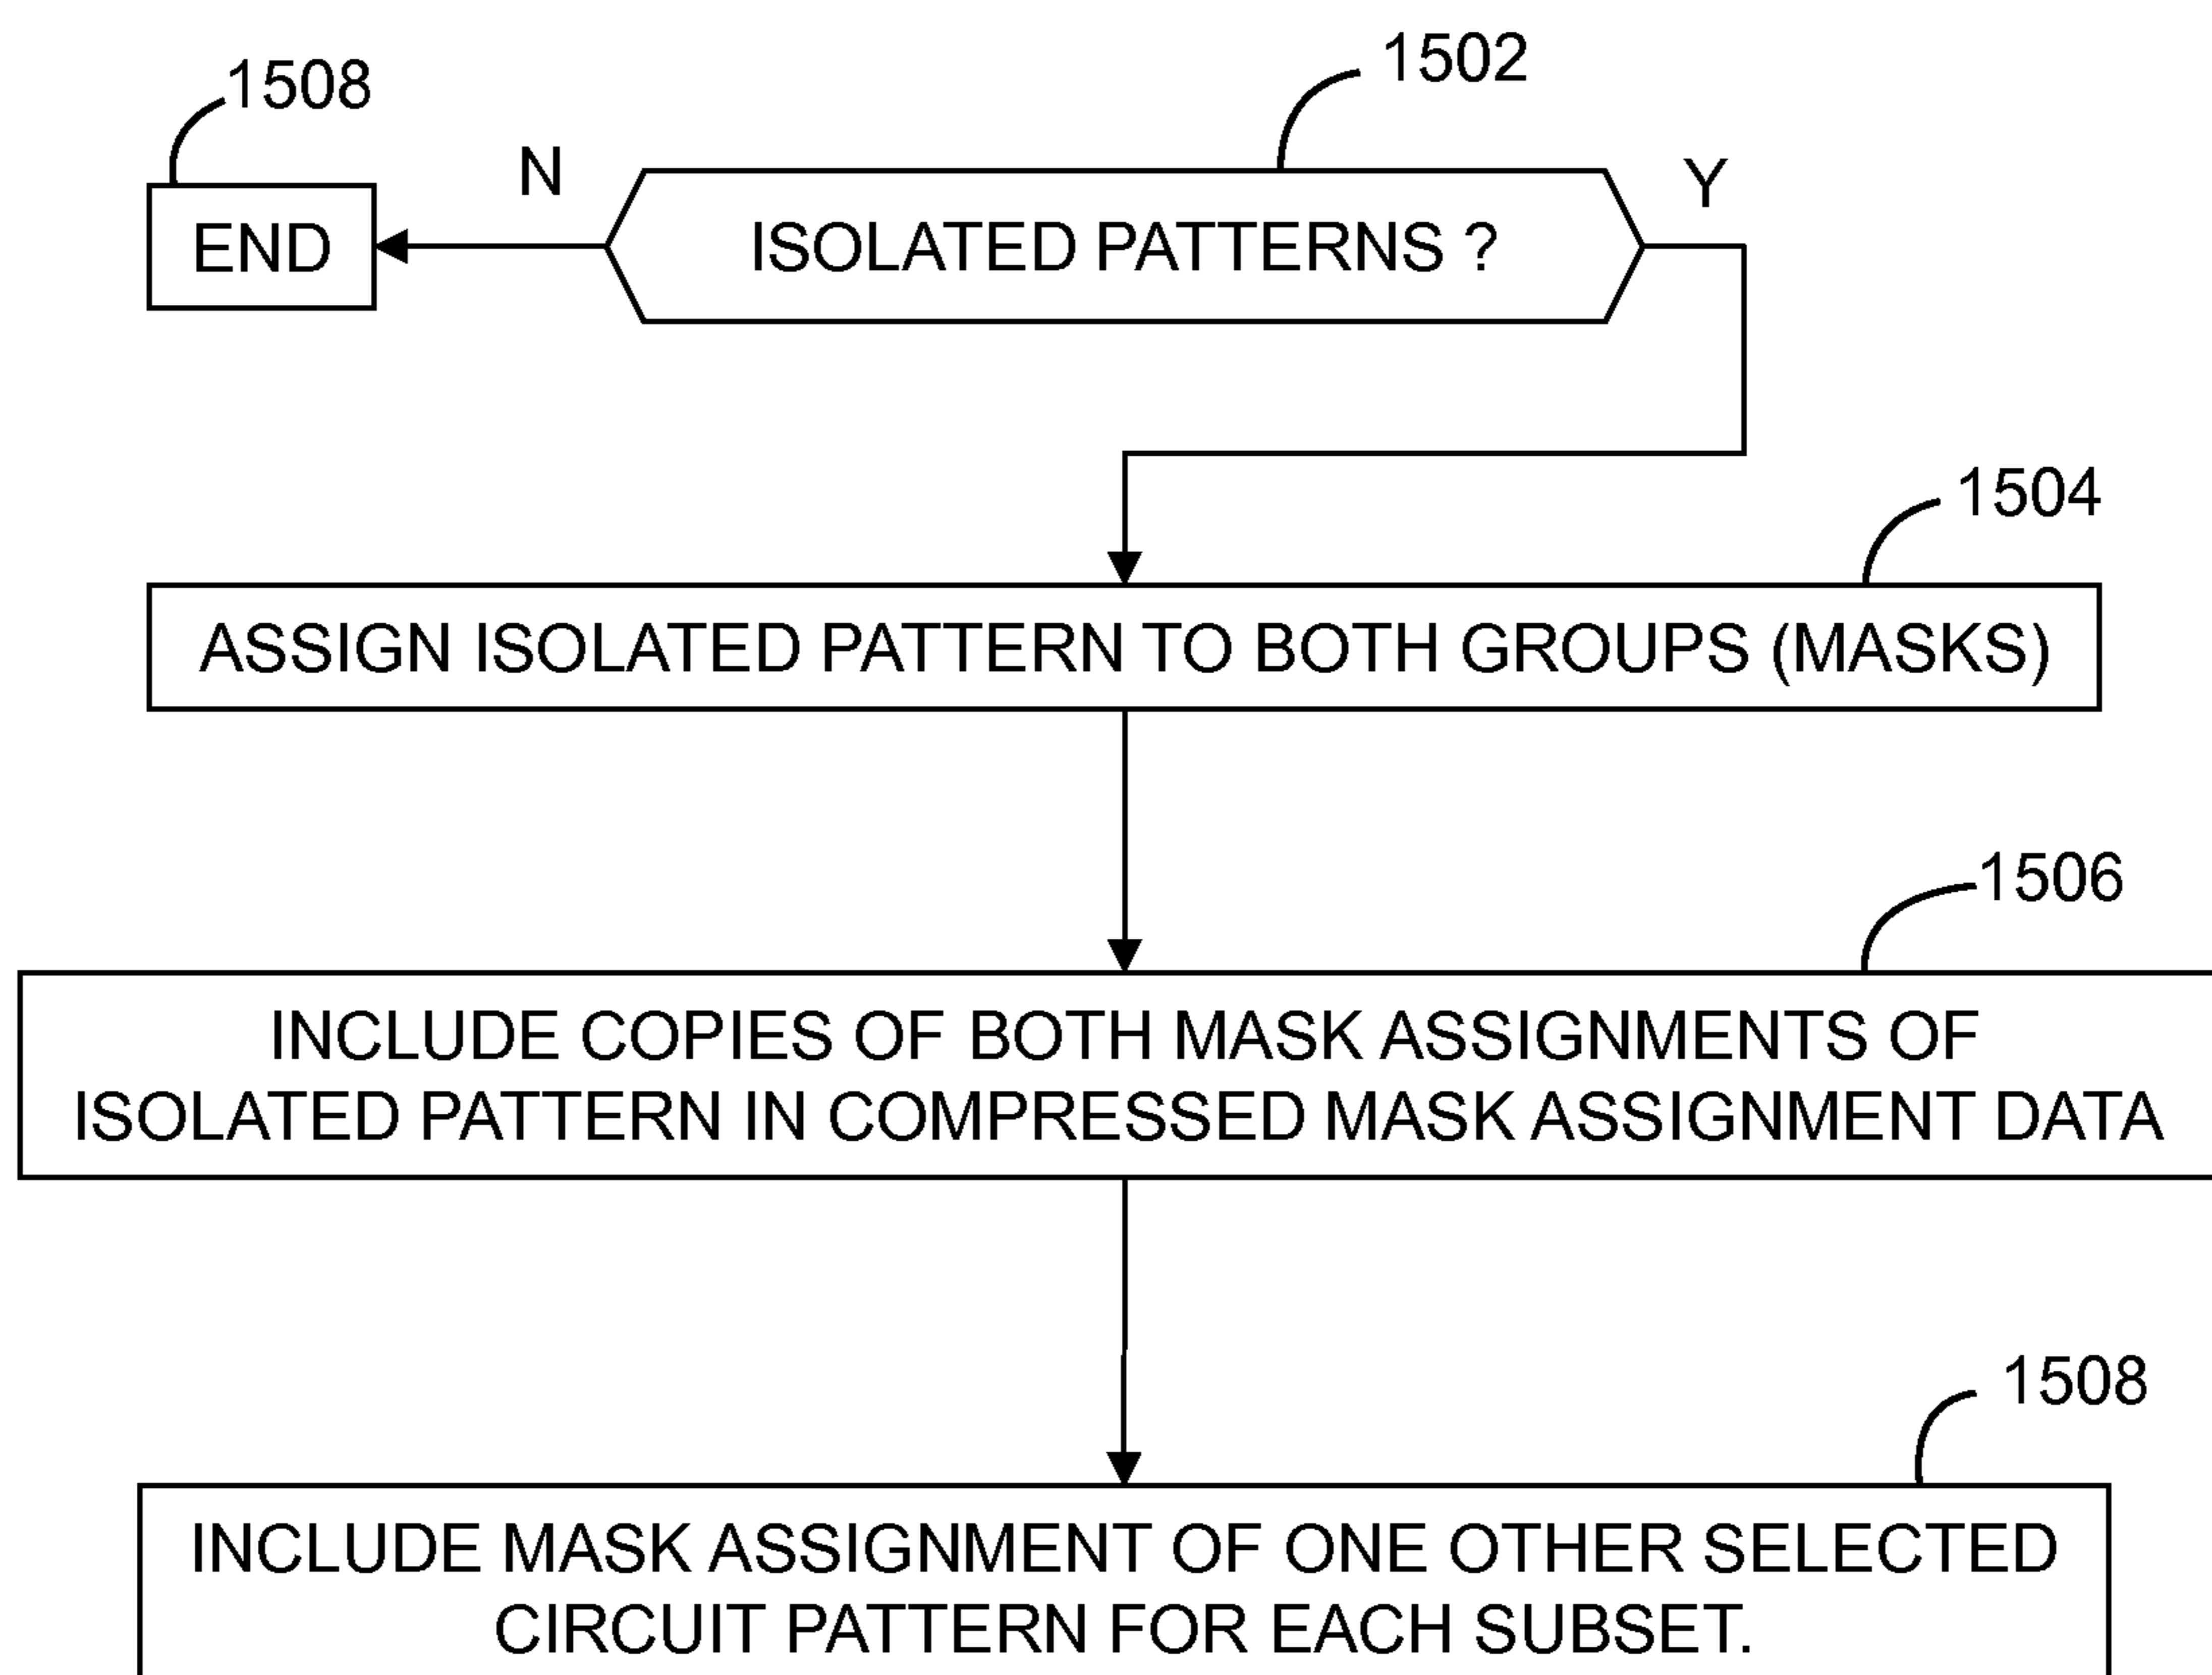 1508
1502
N
Y
END
ISOLATED PATTERNS ?
1504
ASSIGN ISOLATED PATTERN TO BOTH GROUPS (MASKS)
1506
INCLUDE COPIES OF BOTH MASK ASSIGNMENTS OF
ISOLATED PATTERN IN COMPRESSED MASK ASSIGNMENT DATA
1508
INCLUDE MASK ASSIGNMENT OF ONE OTHER SELECTED
CIRCUIT PATTERN FOR EACH SUBSET.